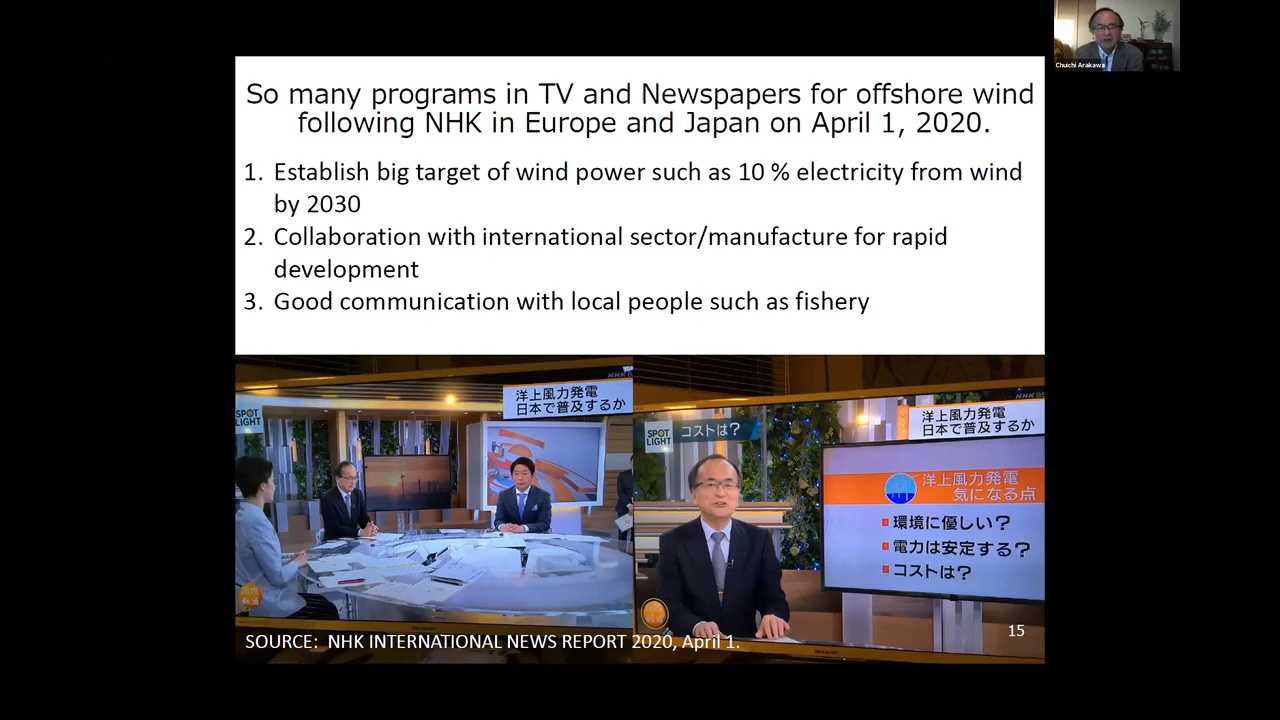 Chuichi Arakawa
So many programs in TV and Newspapers for offshore wind
following NHK in Europe and Japan on April 1, 2020.
1. Establish big target of wind power such as 10 % electricity from wind
by 2030
2. Collaboration with international sector/manufacture for rapid
development
3. Good communication with local people such as fishery
SPOT
LIGHT
洋上風力発電
日本で普及するか
SPOT
LIGHT
コストは?
洋上風力発電
日本で普及するか
洋上風力発電
気になる点
環境に優しい?
電力は安定する?
コストは?
SOURCE: NHK INTERNATIONAL NEWS REPORT 2020, April 1.
15